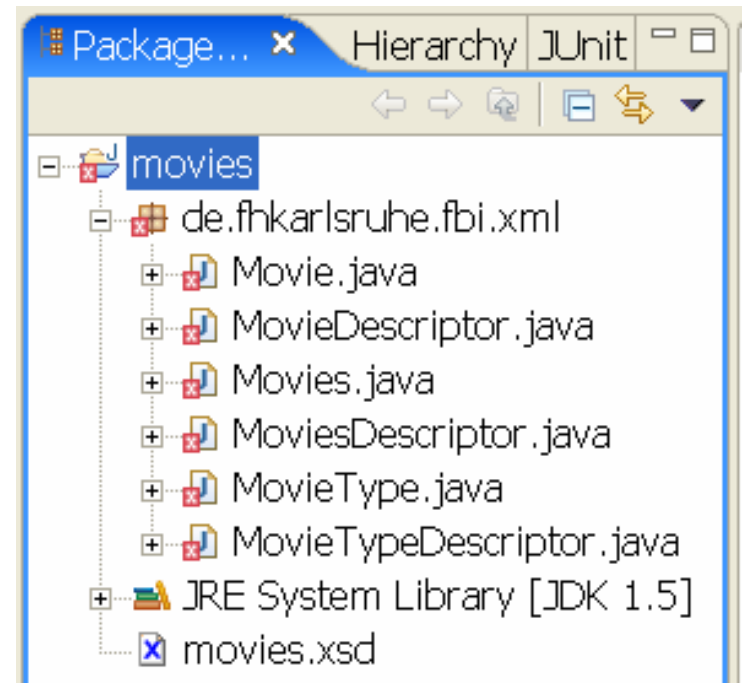 Package... Hierarchy JUnit
movies
de.fhkarlsruhe.fbi.xml
Movie.java
MovieDescriptor.java
Movies.java
MoviesDescriptor.java
MovieType.java
MovieTypeDescriptor.java
JRE System Library [JDK 1.5]
movies.xsd